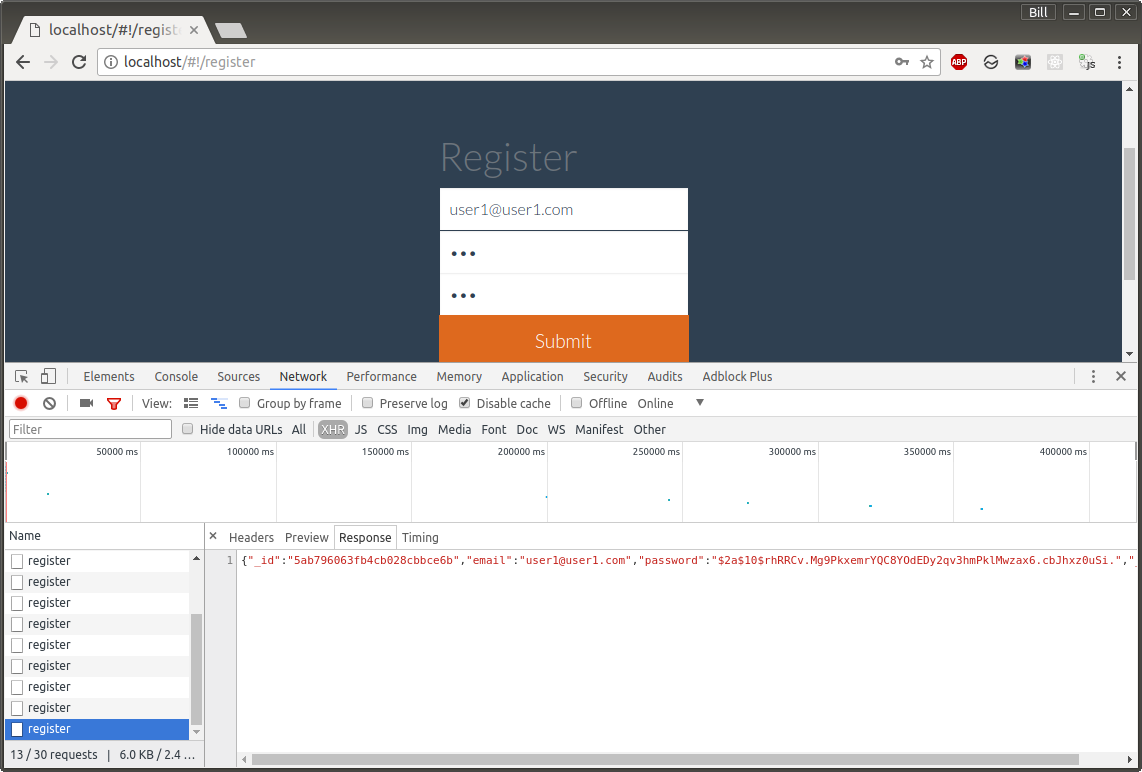 Bill
localhost/#!/regist
localhost/#!/register
ABP
js
Register
user1@user1.com
Submit
Elements Console Sources Network Performance Memory Application Security Audits Adblock Plus
View: Group by frame Preserve log Disable cache Offline Online
Filter Hide data URLs All XHR JS CSS Img Media Font Doc WS Manifest Other
50000 ms 100000 ms 150000 ms 200000 ms 250000 ms 300000 ms 350000 ms 400000 ms
Name Headers Preview Response Timing
1 {"_id":"5ab796063fb4cb028cbbce6b","email":"user1@user1.com","password":"$2a$10$rhRRCv.Mg9PkxemrYQC8YOdEDy2qv3hmPklMwzax6.cbJhxz0uSi.","_
register
register
register
register
register
register
register
register
register
13 / 30 requests | 6.0 KB / 2.4 ...